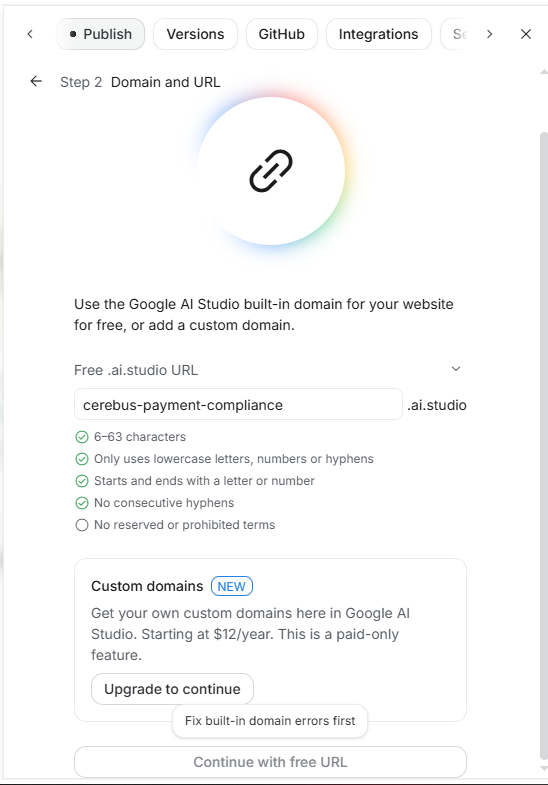 Publish Versions GitHub Integrations
Step 2 Domain and URL
Use the Google AI Studio built-in domain for your website
for free, or add a custom domain.
Free .ai.studio URL
cerebus-payment-compliance .ai.studio
6–63 characters
Only uses lowercase letters, numbers or hyphens
Starts and ends with a letter or number
No consecutive hyphens
No reserved or prohibited terms
Custom domains NEW
Get your own custom domains here in Google AI
Studio. Starting at $12/year. This is a paid-only
feature.
Upgrade to continue
Fix built-in domain errors first
Continue with free URL